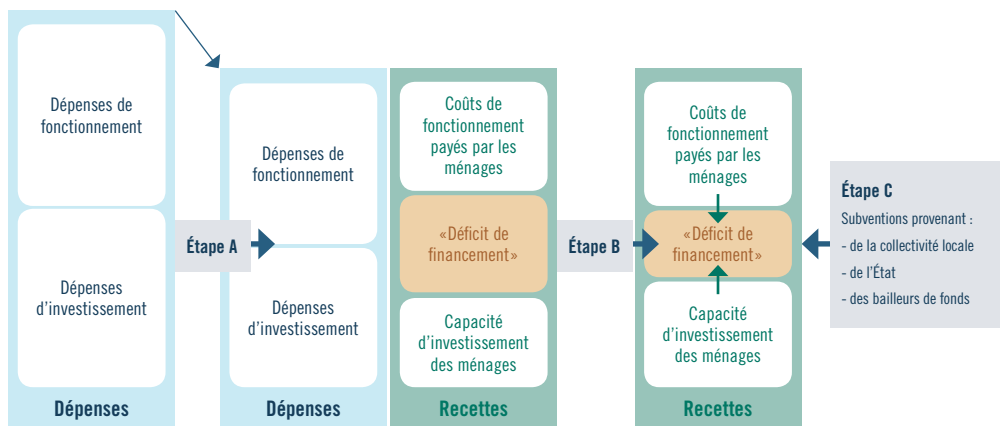 Dépenses de
fonctionnement
Dépenses
d'investissement
Dépenses
Étape A
Dépenses de
fonctionnement
Dépenses
d'investissement
Dépenses
Coûts de
fonctionnement
payés par les
ménages
«Déficit de
financement»
Capacité
d'investissement
des ménages
Recettes
Étape B
Coûts de
fonctionnement
payés par les
ménages
«Déficit de
financement»
Capacité
d'investissement
des ménages
Recettes
Étape C
Subventions provenant :
- de la collectivité locale
- de l'État
- des bailleurs de fonds